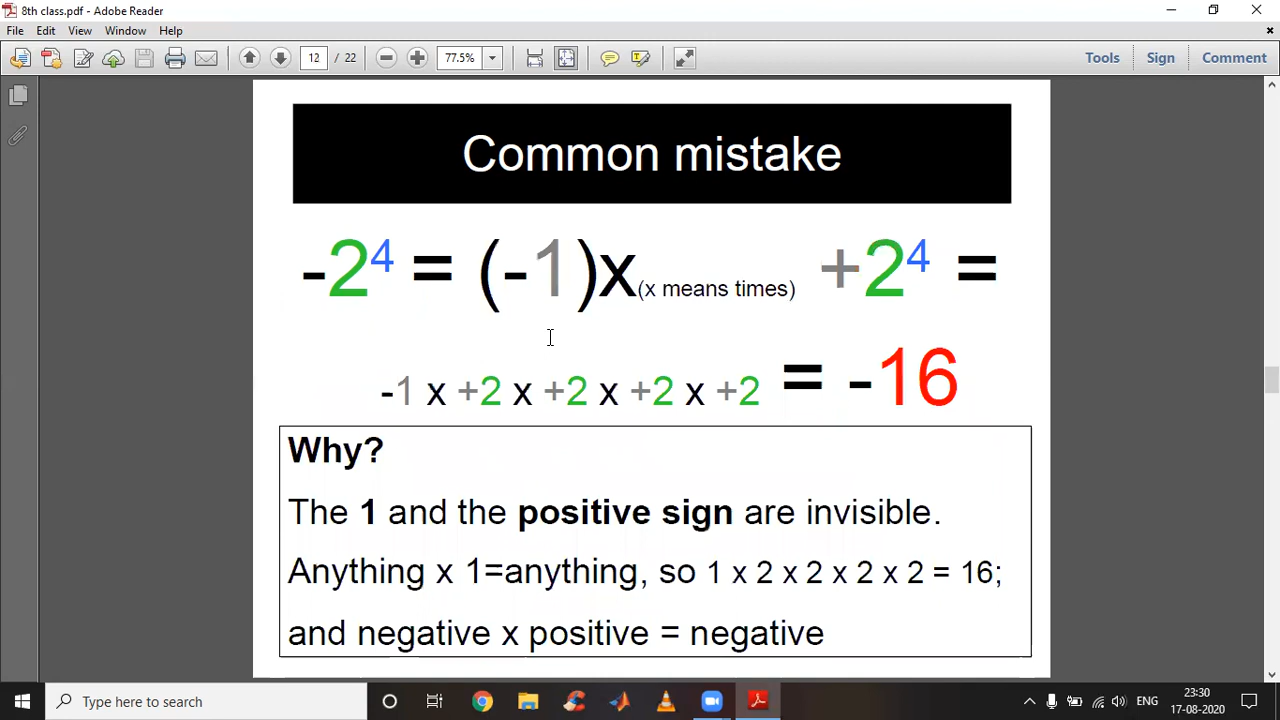 8th class.pdf - Adobe Reader
File Edit View Window Help
12 / 22 77.5% Tools Sign Comment
Common mistake
-2⁴ = (-1)x(x means times) +2⁴ =
-1 x +2 x +2 x +2 x +2 = -16
Why?
The 1 and the positive sign are invisible.
Anything x 1=anything, so 1 x 2 x 2 x 2 x 2 = 16;
and negative x positive = negative
Type here to search
ENG
23:30
17-08-2020